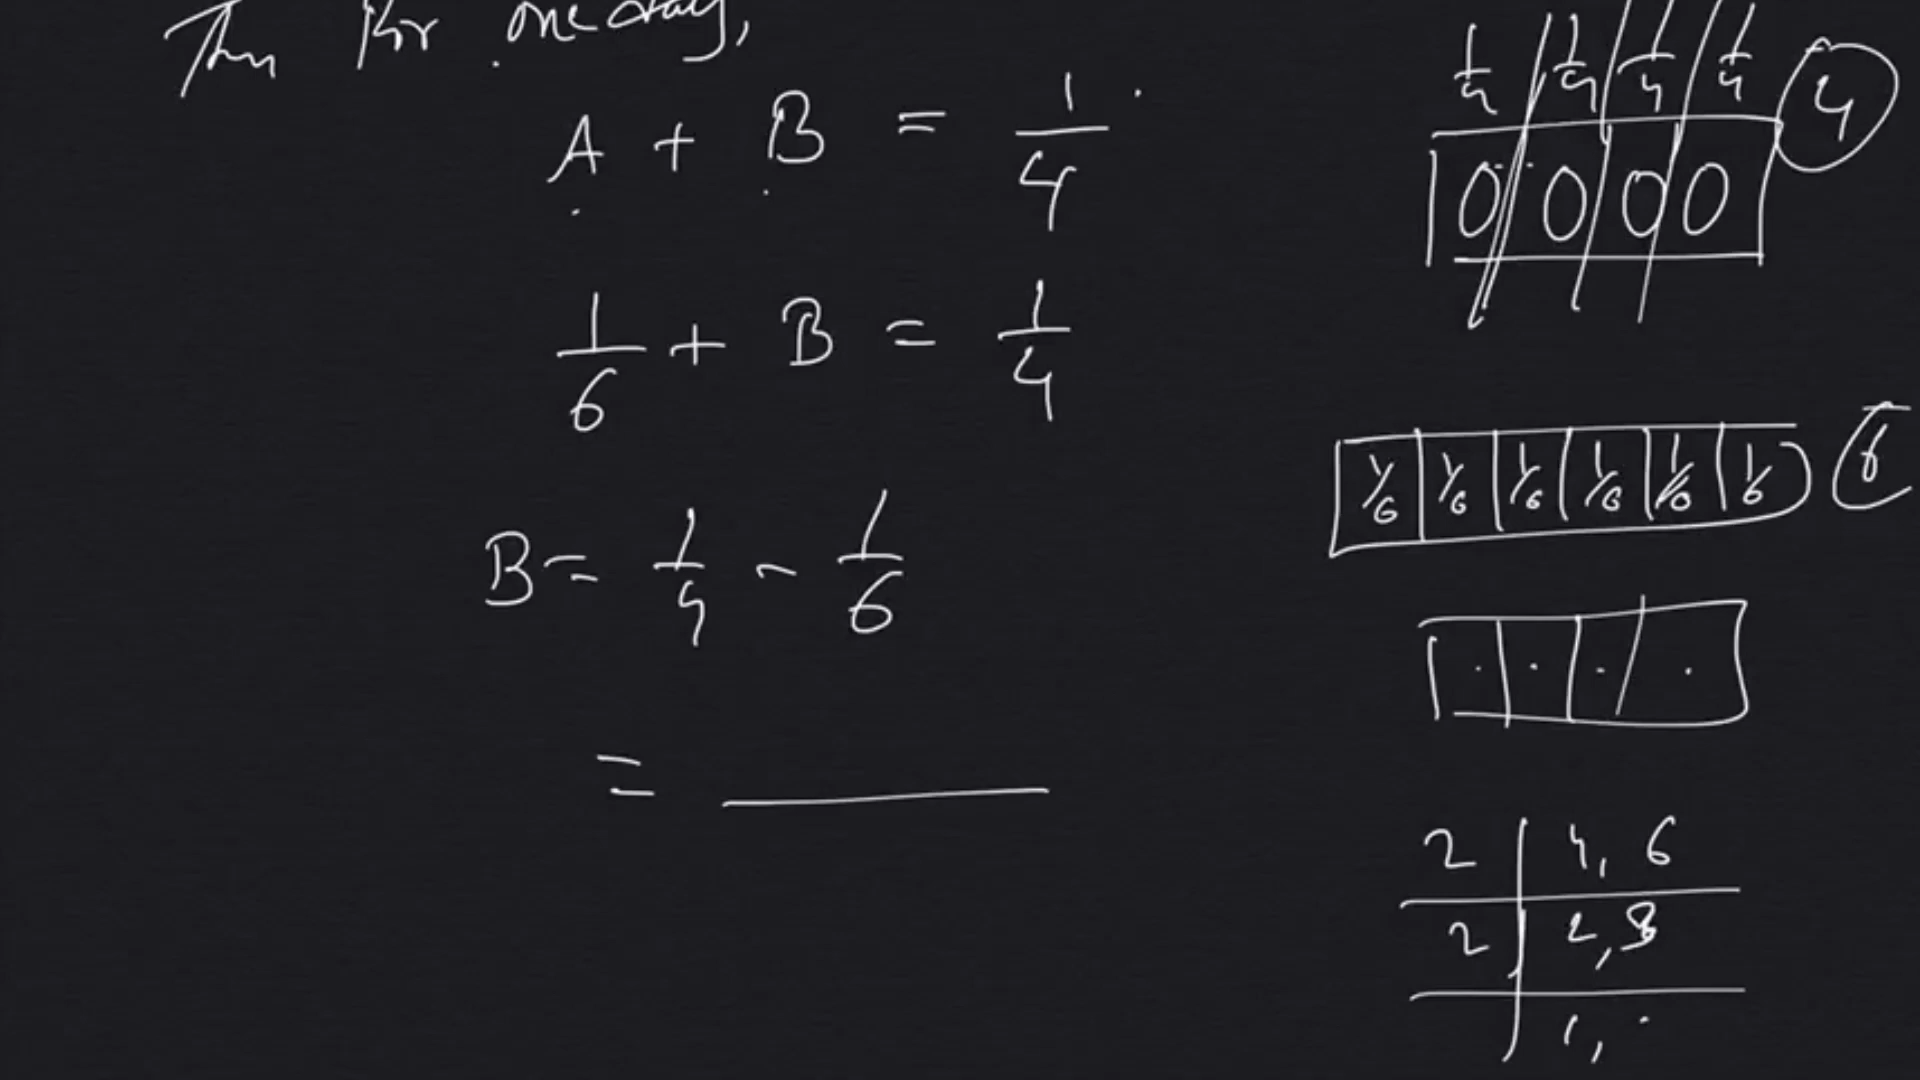 Then for one day,
A + B = 1/4
1/6 + B = 1/4
B = 1/4 - 1/6
=
1/4 1/4 1/4 1/4 4
0 0 0 0
1/6 1/6 1/6 1/6 1/6 1/6 6
2 | 4, 6
2 | 2, 3
1,